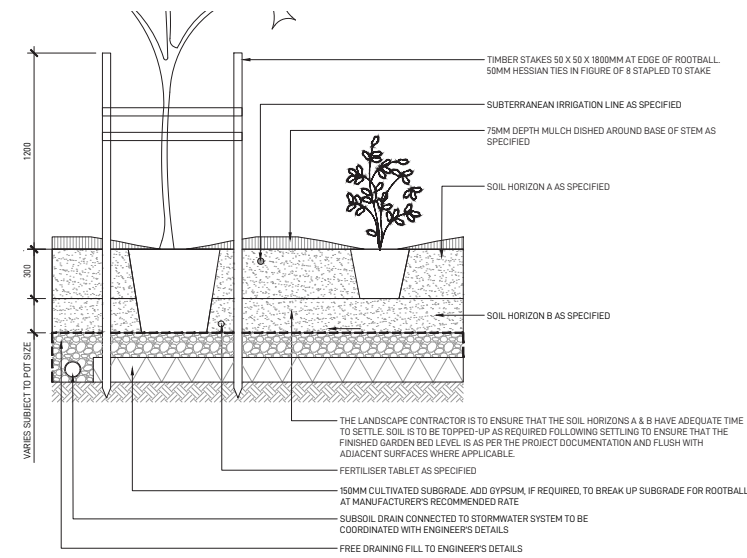 TIMBER STAKES 50 X 50 X 1800MM AT EDGE OF ROOTBALL.
50MM HESSIAN TIES IN FIGURE OF 8 STAPLED TO STAKE
SUBTERRANEAN IRRIGATION LINE AS SPECIFIED
75MM DEPTH MULCH DISHED AROUND BASE OF STEM AS
SPECIFIED
1200
SOIL HORIZON A AS SPECIFIED
300
SOIL HORIZON B AS SPECIFIED
VARIES SUBJECT TO POT SIZE
THE LANDSCAPE CONTRACTOR IS TO ENSURE THAT THE SOIL HORIZONS A & B HAVE ADEQUATE TIME
TO SETTLE. SOIL IS TO BE TOPPED-UP AS REQUIRED FOLLOWING SETTLING TO ENSURE THAT THE
FINISHED GARDEN BED LEVEL IS AS PER THE PROJECT DOCUMENTATION AND FLUSH WITH
ADJACENT SURFACES WHERE APPLICABLE.
FERTILISER TABLET AS SPECIFIED
150MM CULTIVATED SUBGRADE. ADD GYPSUM, IF REQUIRED, TO BREAK UP SUBGRADE FOR ROOTBALL
AT MANUFACTURER'S RECOMMENDED RATE
SUBSOIL DRAIN CONNECTED TO STORMWATER SYSTEM TO BE
COORDINATED WITH ENGINEER'S DETAILS
FREE DRAINING FILL TO ENGINEER'S DETAILS